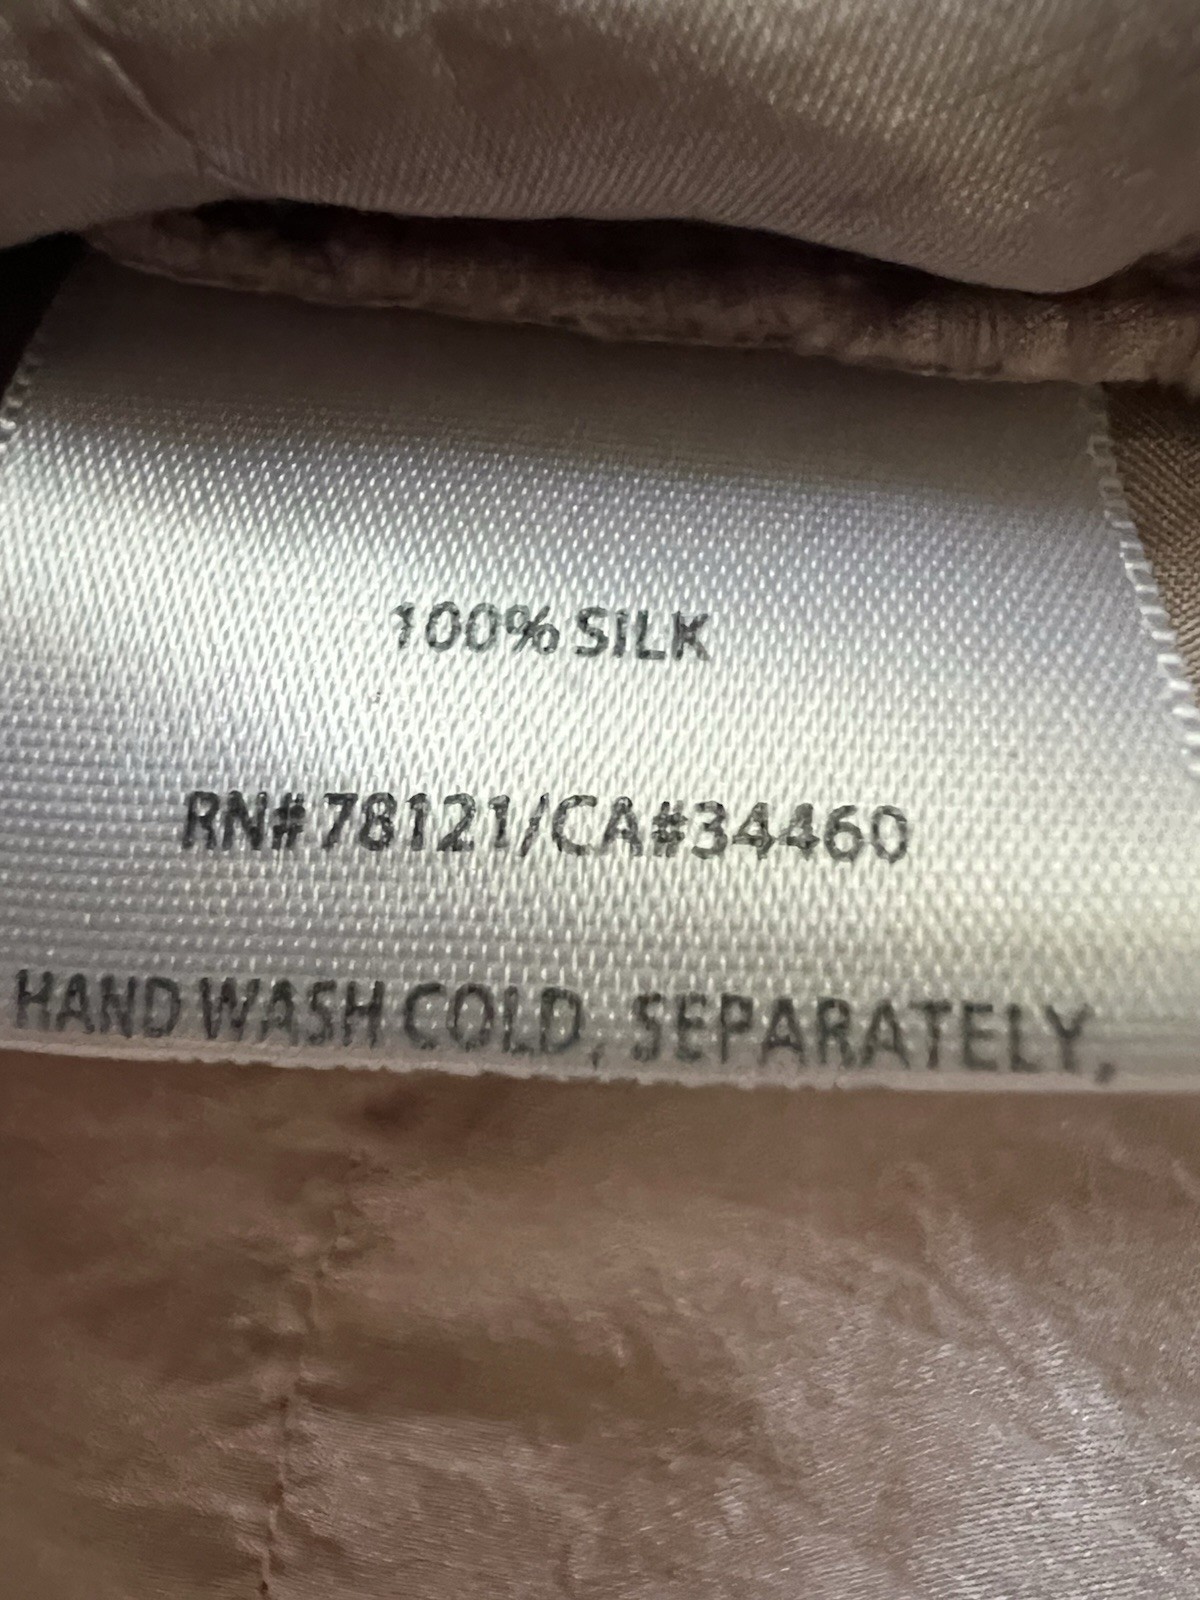 100% SILK
RN# 78121/CA#34460
HAND WASH COLD, SEPARATELY,